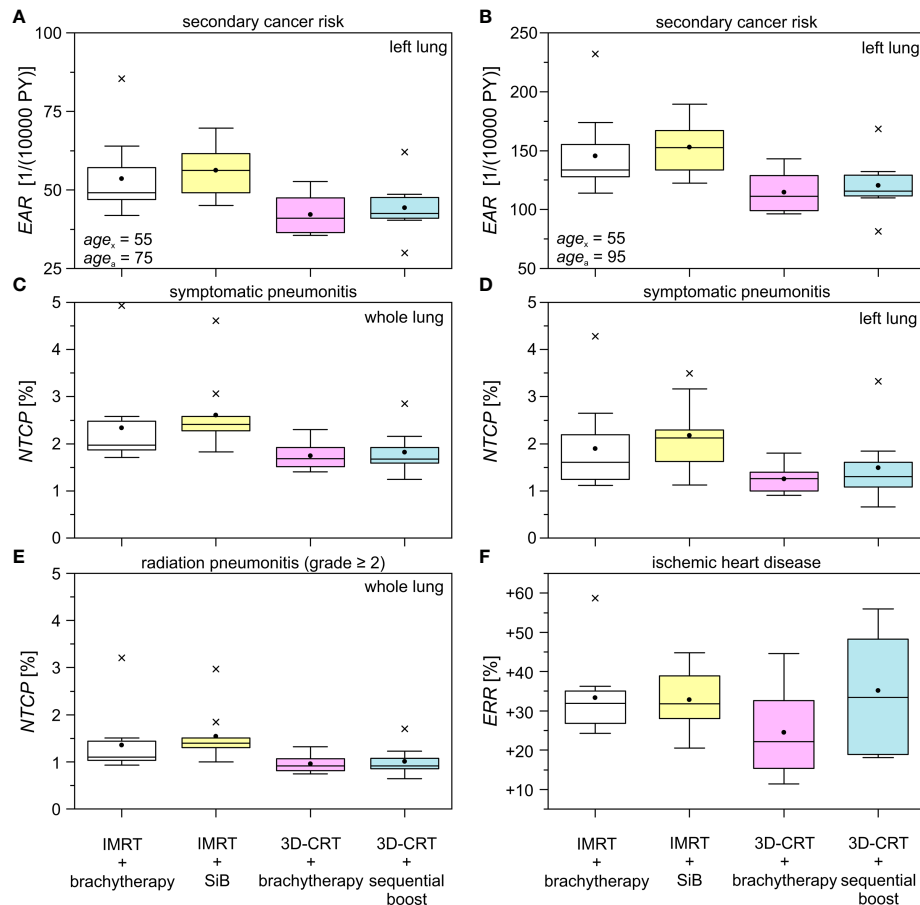 A
secondary cancer risk
left lung
100
75
50
25
EAR [1/(10000 PY)]
ageₓ = 55
ageₐ = 75
B
secondary cancer risk
left lung
250
200
150
100
50
EAR [1/(10000 PY)]
ageₓ = 55
ageₐ = 95
C
symptomatic pneumonitis
whole lung
5
4
3
2
1
0
NTCP [%]
D
symptomatic pneumonitis
left lung
5
4
3
2
1
0
NTCP [%]
E
radiation pneumonitis (grade ≥ 2)
whole lung
5
4
3
2
1
0
NTCP [%]
F
ischemic heart disease
+60
+50
+40
+30
+20
+10
ERR [%]
IMRT
+
brachytherapy
IMRT
+
SiB
3D-CRT
+
brachytherapy
3D-CRT
+
sequential
boost
IMRT
+
brachytherapy
IMRT
+
SiB
3D-CRT
+
brachytherapy
3D-CRT
+
sequential
boost